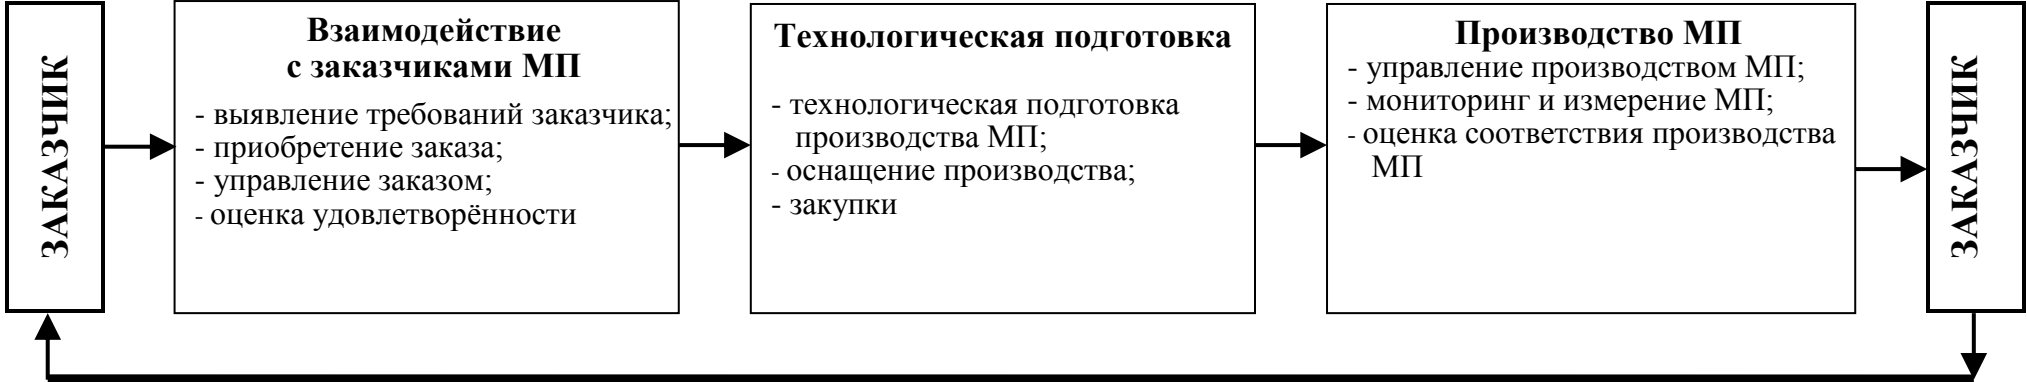 ЗАКАЗЧИК
Взаимодействие
с заказчиками МП
- выявление требований заказчика;
- приобретение заказа;
- управление заказом;
- оценка удовлетворённости
Технологическая подготовка
- технологическая подготовка
производства МП;
- оснащение производства;
- закупки
Производство МП
- управление производством МП;
- мониторинг и измерение МП;
- оценка соответствия производства
МП
ЗАКАЗЧИК